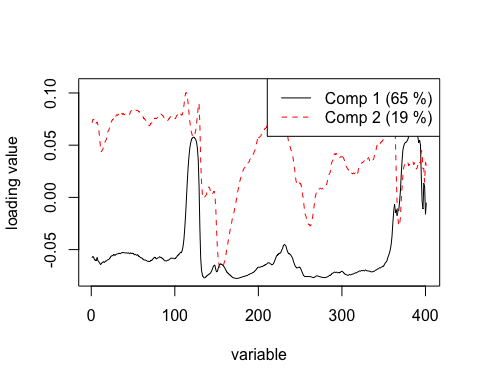 Comp 1 (65 %)
Comp 2 (19 %)
0.10
0.05
0.00
-0.05
loading value
0
100
200
300
400
variable